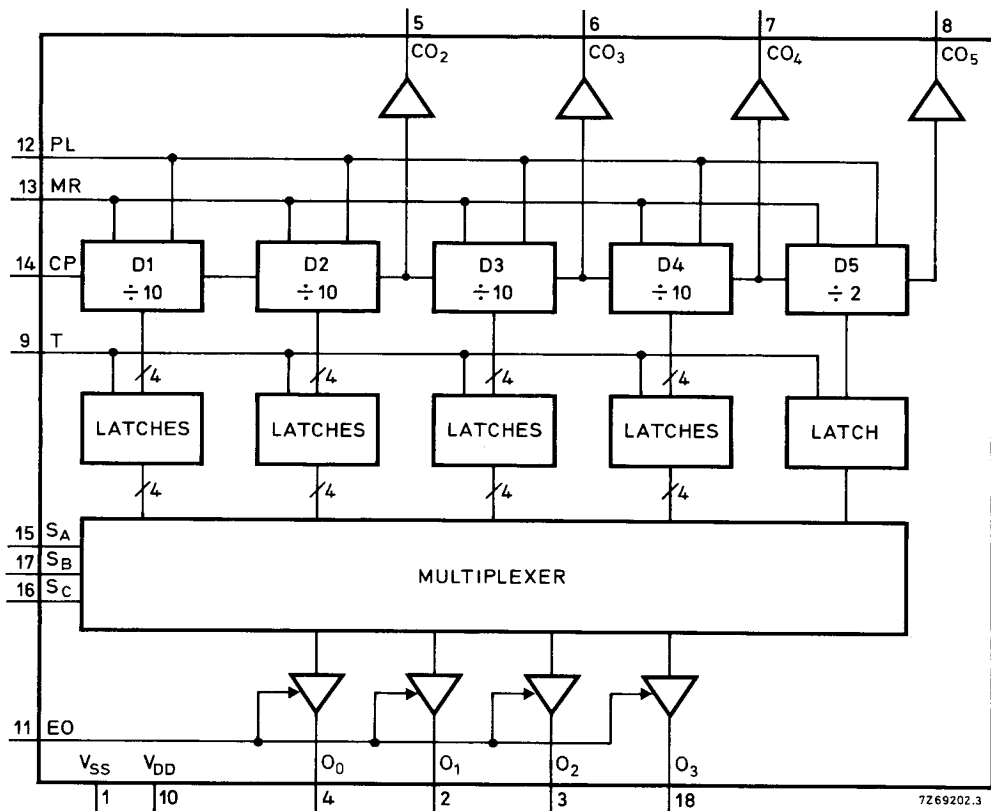 5 6 7 8
CO2 CO3 CO4 CO5
12 PL
13 MR
14 CP
D1 ÷10
D2 ÷10
D3 ÷10
D4 ÷10
D5 ÷2
9 T
4 4 4 4
LATCHES LATCHES LATCHES LATCHES LATCH
4 4 4 4
15 SA
17 SB
16 SC
MULTIPLEXER
11 EO
VSS VDD O0 O1 O2 O3
1 10 4 2 3 18
7Z69202.3